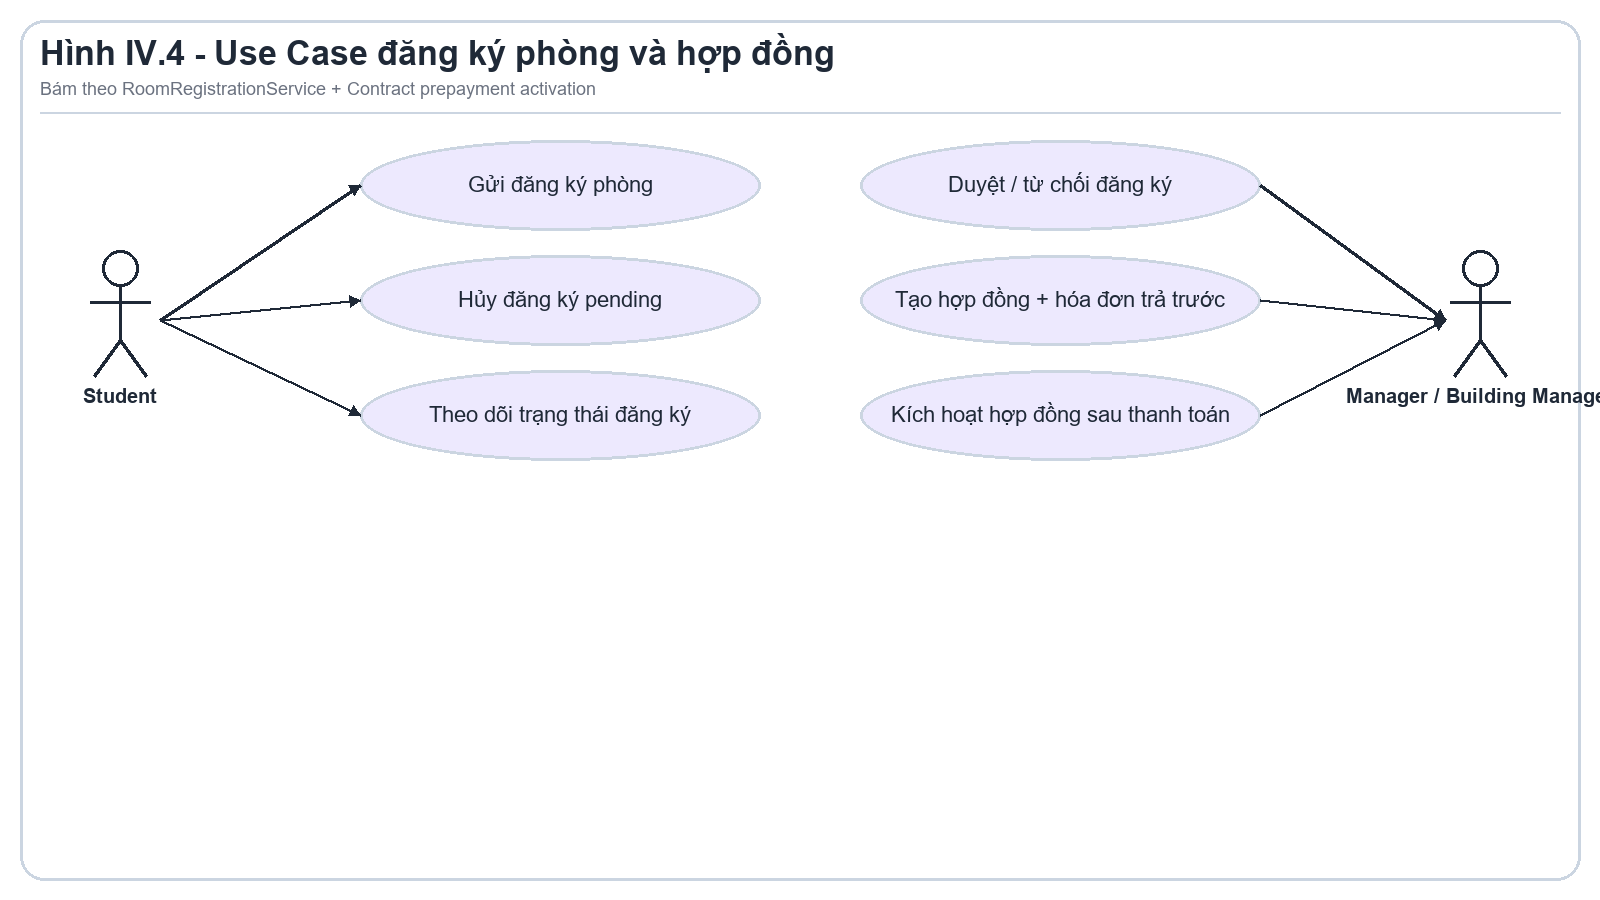 Hình IV.4 - Use Case đăng ký phòng và hợp đồng
Bám theo RoomRegistrationService + Contract prepayment activation
Gửi đăng ký phòng
Duyệt / từ chối đăng ký
Hủy đăng ký pending
Tạo hợp đồng + hóa đơn trả trước
Theo dõi trạng thái đăng ký
Kích hoạt hợp đồng sau thanh toán
Student
Manager / Building Manage